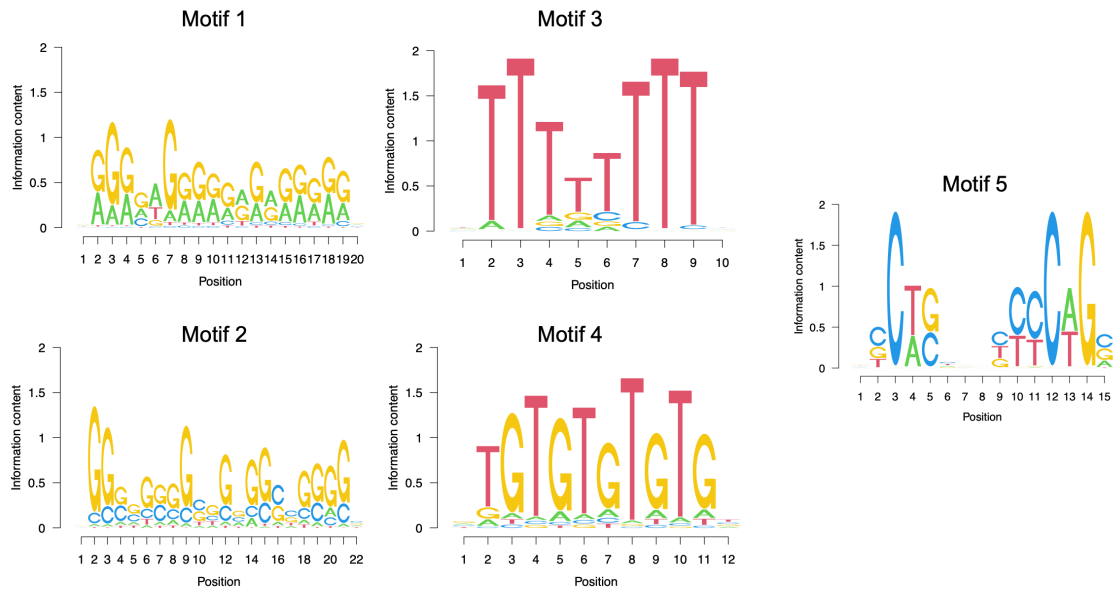 Motif 1
2
1.5
1
0.5
0
Information content
1 2 3 4 5 6 7 8 9 10 11 12 13 14 15 16 17 18 19 20
Position
Motif 3
2
1.5
1
0.5
0
Information content
1 2 3 4 5 6 7 8 9 10
Position
Motif 5
2
1.5
1
0.5
0
Information content
1 2 3 4 5 6 7 8 9 10 11 12 13 14 15
Position
Motif 2
2
1.5
1
0.5
0
Information content
1 2 3 4 5 6 7 8 9 10 12 14 16 18 20 22
Position
Motif 4
2
1.5
1
0.5
0
Information content
1 2 3 4 5 6 7 8 9 10 11 12
Position